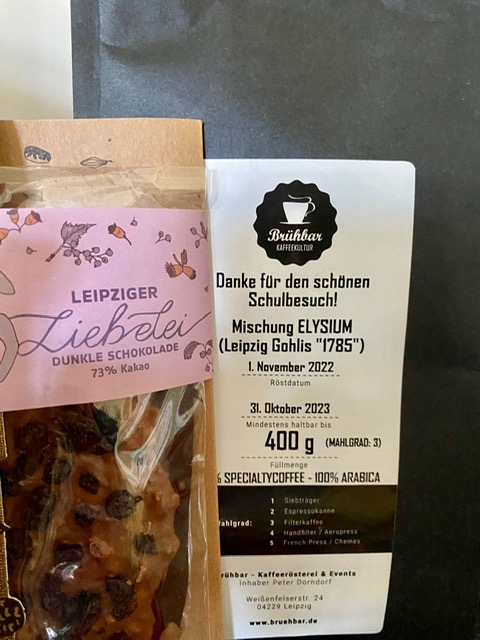 LEIPZIGER
Liebelei
DUNKLE SCHOKOLADE
73% Kakao
Brühbar
KAFFEEKULTUR
Danke für den schönen
Schulbesuch!
Mischung ELYSIUM
(Leipzig Gohlis "1785")
1. November 2022
Röstdatum
31. Oktober 2023
Mindestens haltbar bis
400 g (MAHLGRAD: 3)
Füllmenge
% SPECIALTYCOFFEE - 100% ARABICA
1 Siebträger
2 Espressokanne
ahlgrad: 3 Filterkaffee
4 Handfilter / Aeropress
5 French Press / Chemex
rühbar - Kaffeerösterei & Events
Inhaber Peter Dorndorf
Weißenfelserstr. 24
04229 Leipzig
www.bruehbar.de